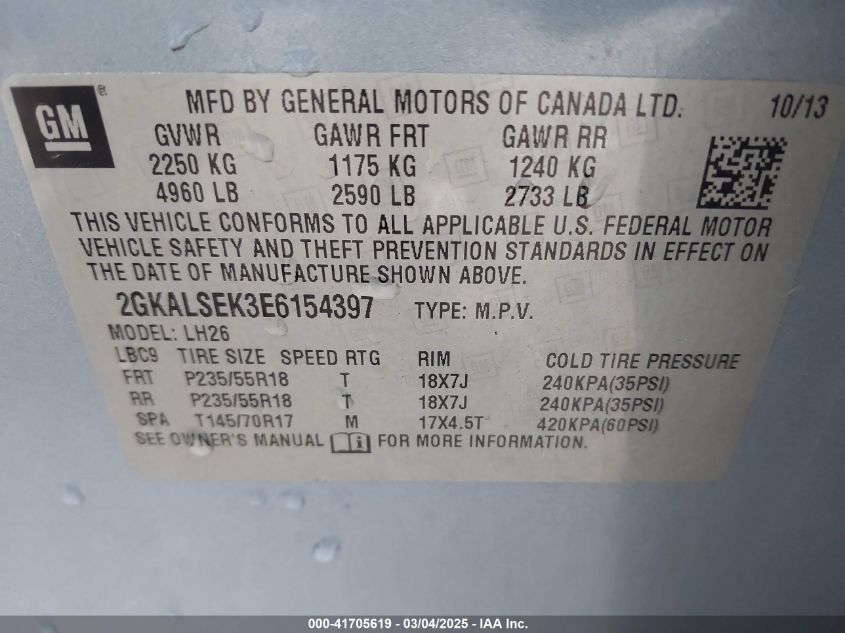 GM ®
MFD BY GENERAL MOTORS OF CANADA LTD. 10/13
GVWR GAWR FRT GAWR RR
2250 KG 1175 KG 1240 KG
4960 LB 2590 LB 2733 LB
THIS VEHICLE CONFORMS TO ALL APPLICABLE U.S. FEDERAL MOTOR
VEHICLE SAFETY AND THEFT PREVENTION STANDARDS IN EFFECT ON
THE DATE OF MANUFACTURE SHOWN ABOVE.
2GKALSEK3E6154397 TYPE: M.P.V.
MODEL: LH26
LBC9 TIRE SIZE SPEED RTG RIM COLD TIRE PRESSURE
FRT P235/55R18 T 18X7J 240KPA(35PSI)
RR P235/55R18 T 18X7J 240KPA(35PSI)
SPA T145/70R17 M 17X4.5T 420KPA(60PSI)
SEE OWNER'S MANUAL i FOR MORE INFORMATION.
000-41705619 - 03/04/2025 - IAA Inc.